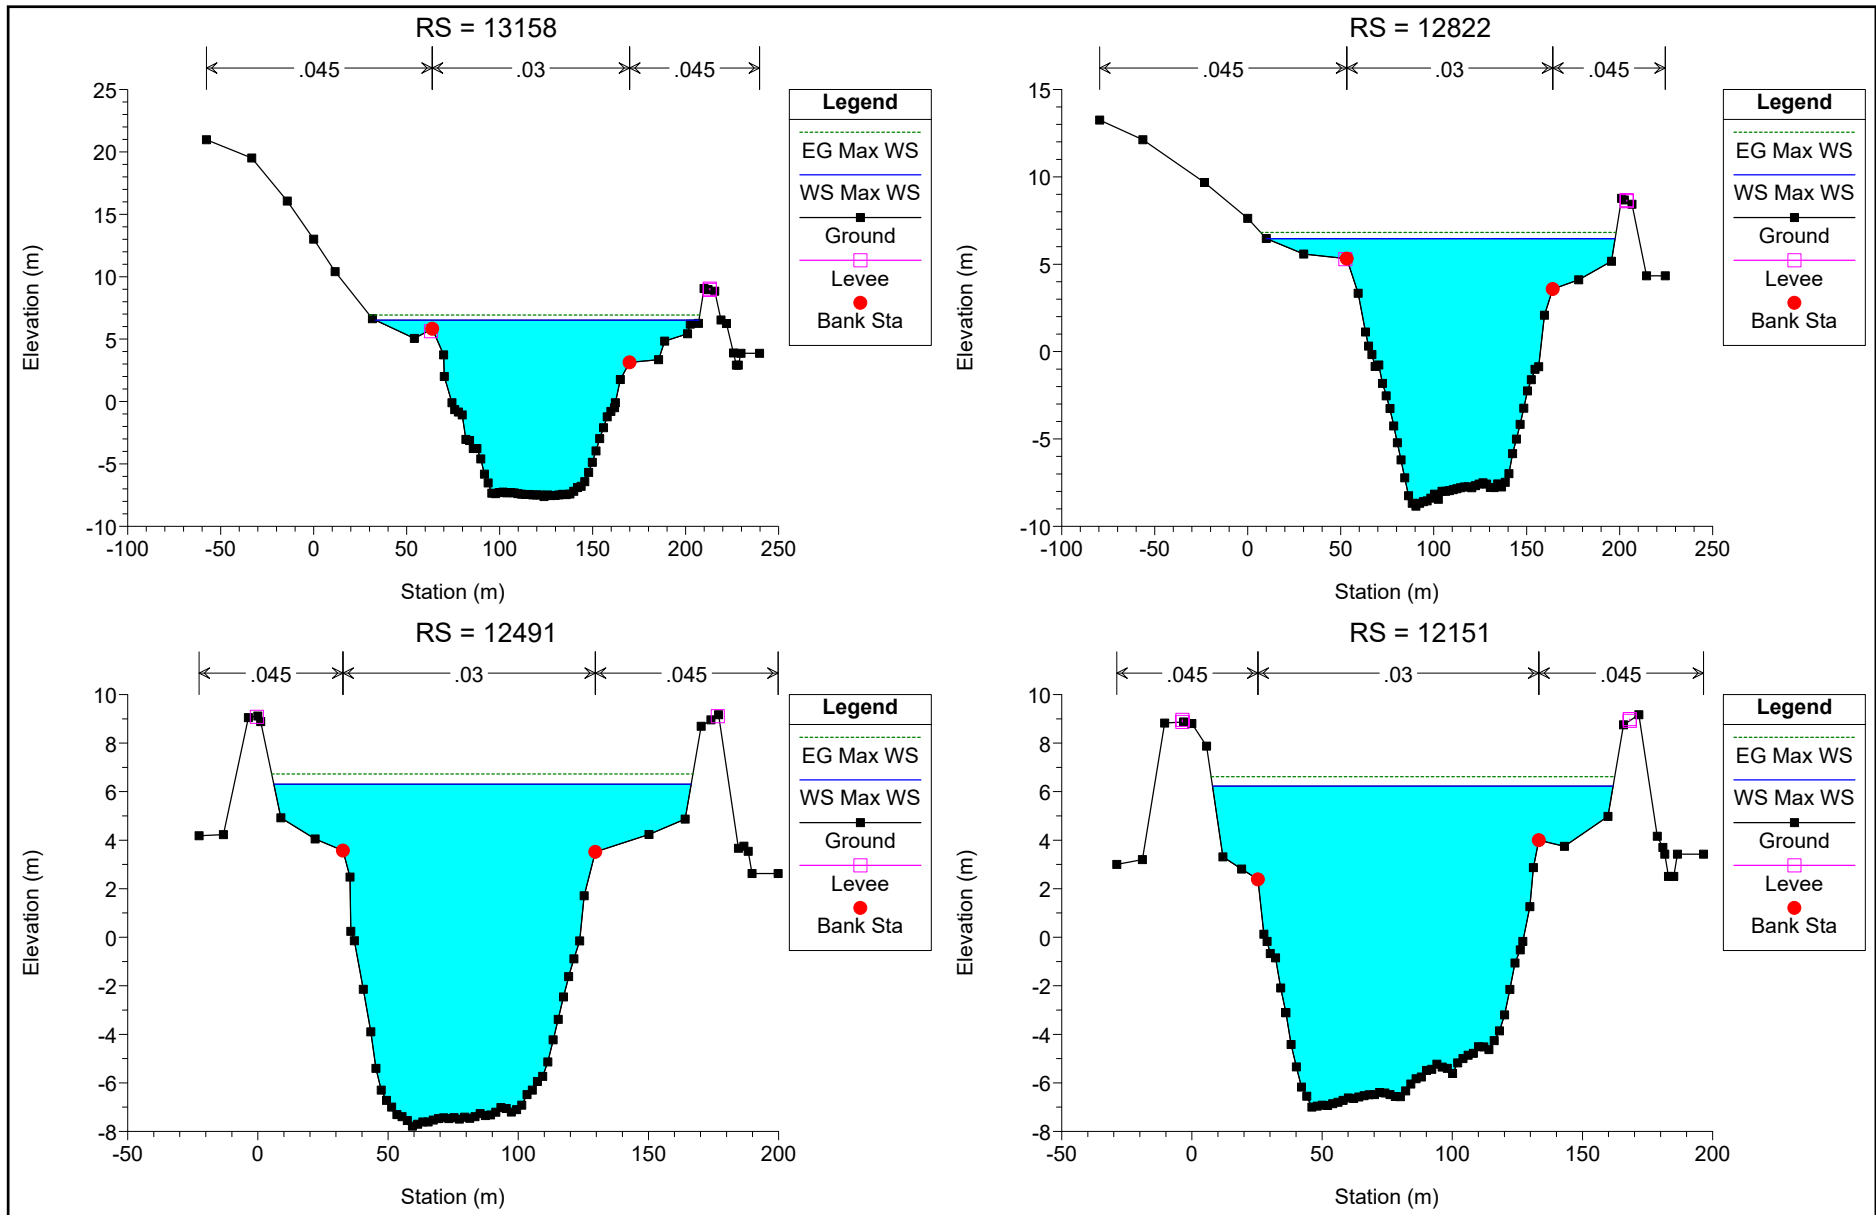 RS = 13158
.045 .03 .045
25
20
15
10
5
0
-5
-10
-100 -50 0 50 100 150 200 250
Elevation (m)
Station (m)
Legend
EG Max WS
WS Max WS
Ground
Levee
Bank Sta
RS = 12822
.045 .03 .045
15
10
5
0
-5
-10
-100 -50 0 50 100 150 200 250
Elevation (m)
Station (m)
Legend
EG Max WS
WS Max WS
Ground
Levee
Bank Sta
RS = 12491
.045 .03 .045
10
8
6
4
2
0
-2
-4
-6
-8
-50 0 50 100 150 200
Elevation (m)
Station (m)
Legend
EG Max WS
WS Max WS
Ground
Levee
Bank Sta
RS = 12151
.045 .03 .045
10
8
6
4
2
0
-2
-4
-6
-8
-50 0 50 100 150 200
Elevation (m)
Station (m)
Legend
EG Max WS
WS Max WS
Ground
Levee
Bank Sta